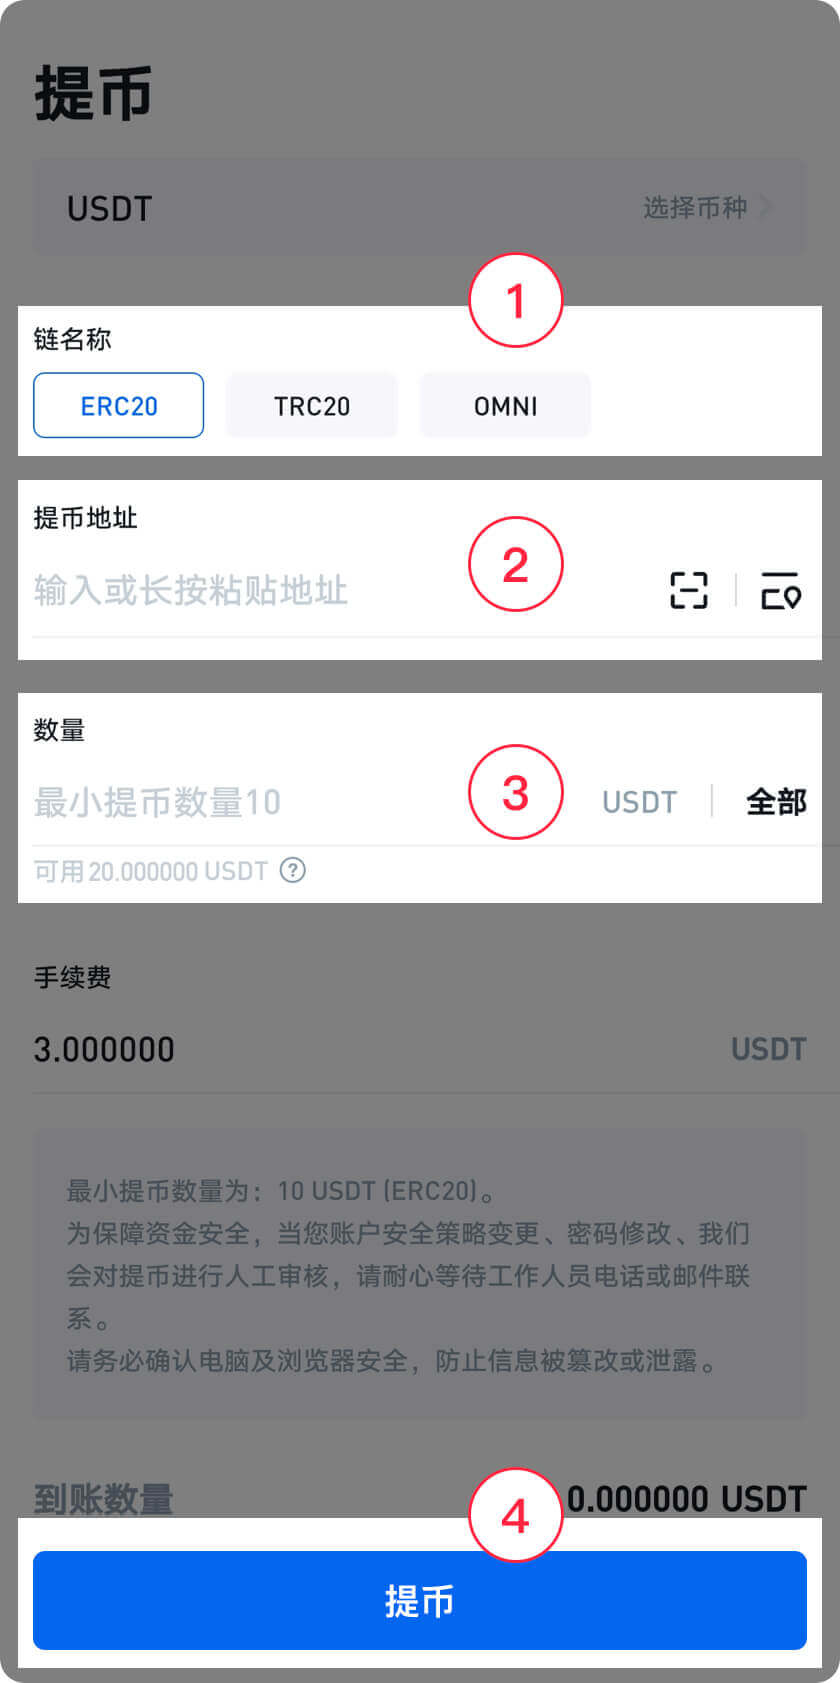 提币
USDT 选择币种
1
链名称
ERC20 TRC20 OMNI
提币地址
2
输入或长按粘贴地址
数量
3
最小提币数量10 USDT 全部
可用 20.000000 USDT ?
手续费
3.000000 USDT
最小提币数量为：10 USDT (ERC20)。
为保障资金安全，当您账户安全策略变更、密码修改、我们
会对提币进行人工审核，请耐心等待工作人员电话或邮件联
系。
请务必确认电脑及浏览器安全，防止信息被篡改或泄露。
到账数量 0.000000 USDT
4
提币